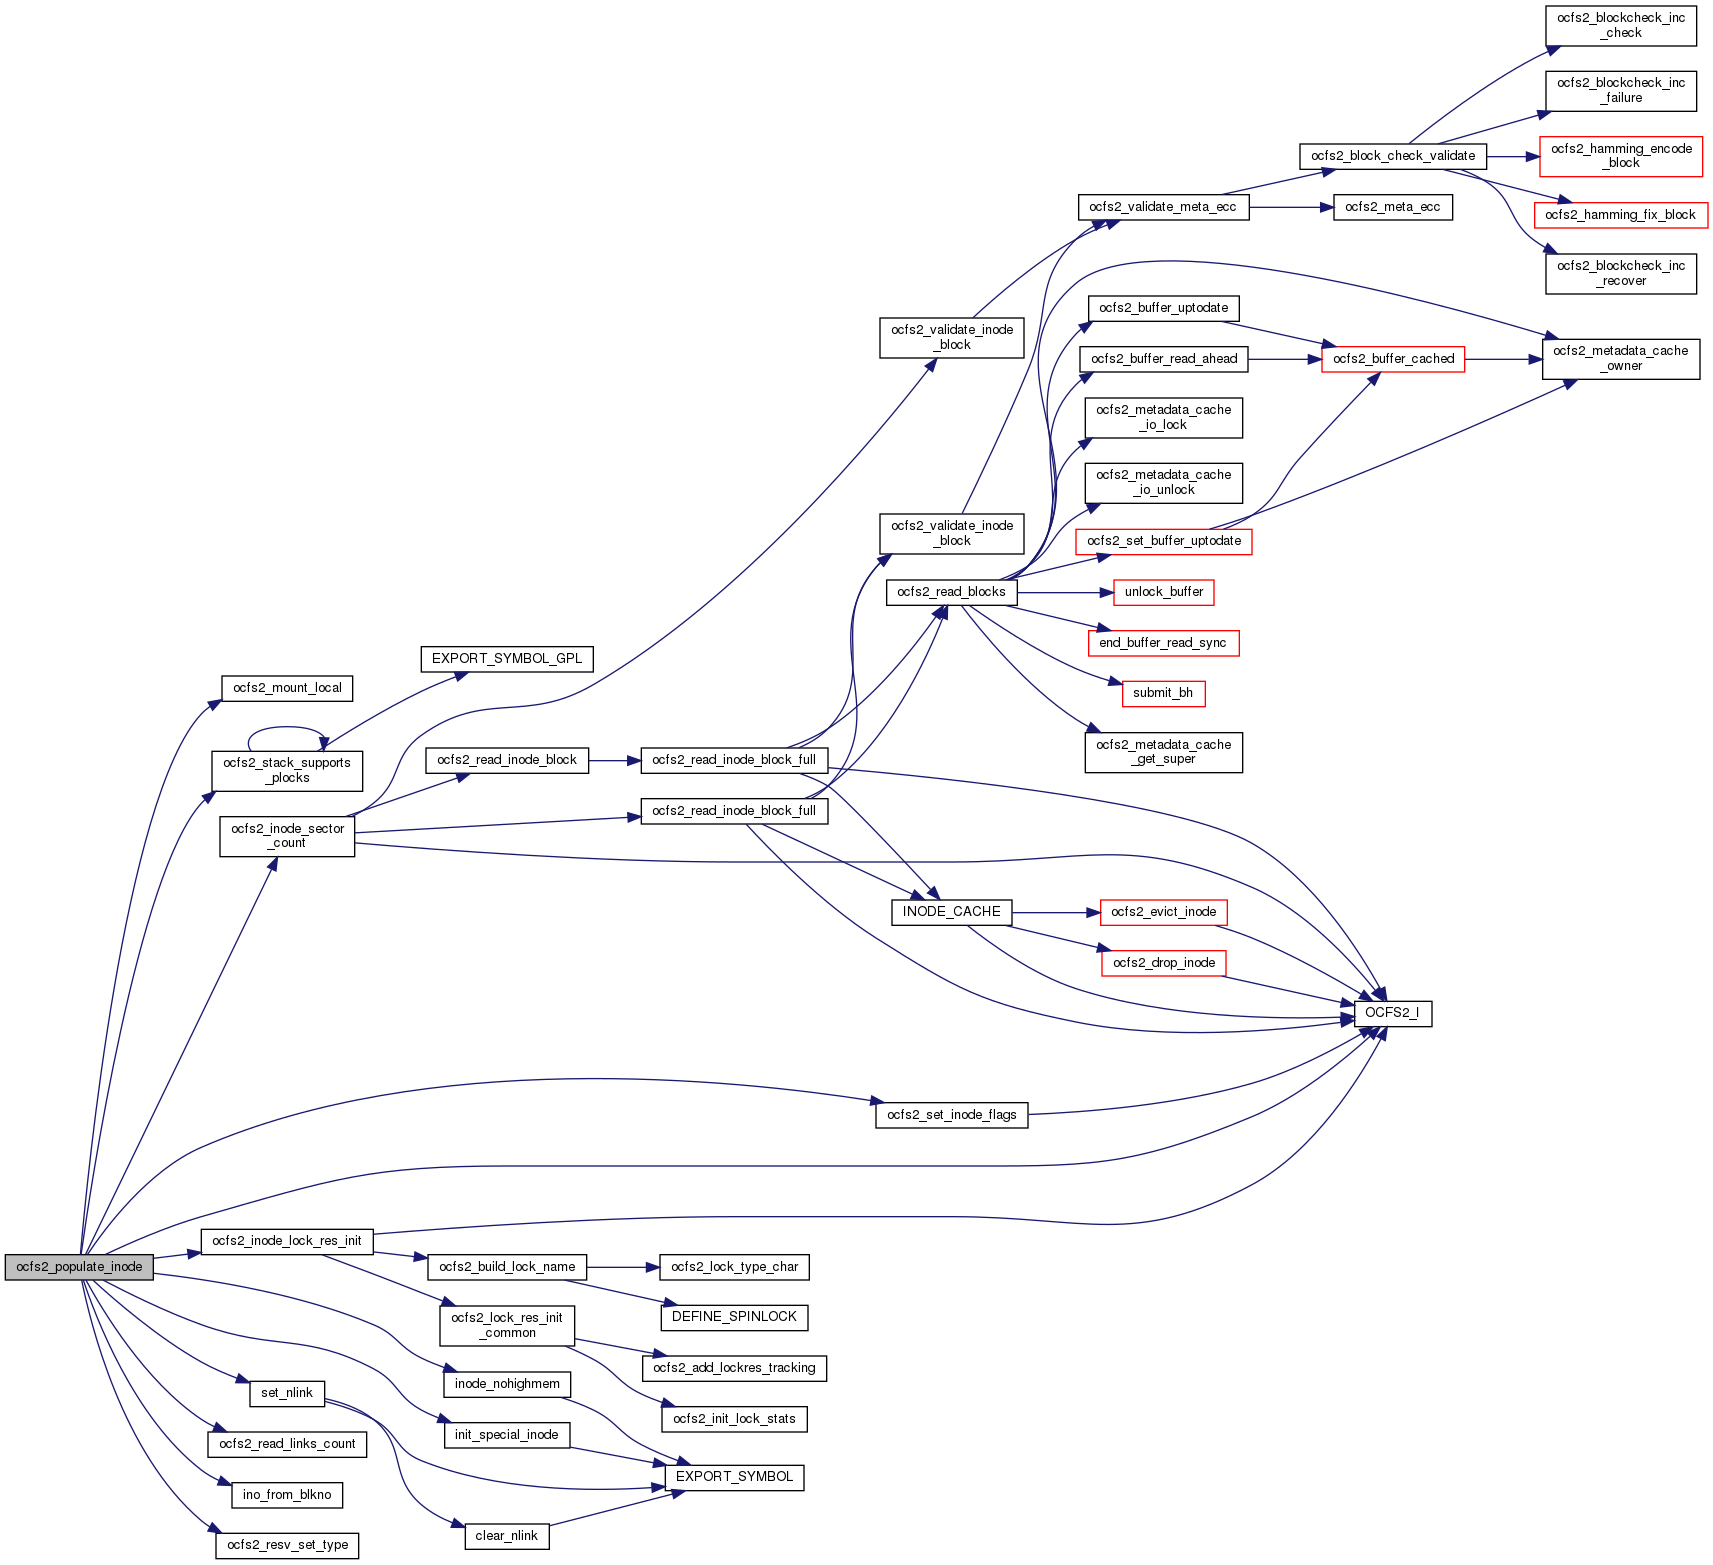 ocfs2_blockcheck_inc
_check
ocfs2_blockcheck_inc
_failure
ocfs2_block_check_validate
ocfs2_hamming_encode
_block
ocfs2_validate_meta_ecc
ocfs2_meta_ecc
ocfs2_hamming_fix_block
ocfs2_blockcheck_inc
_recover
ocfs2_validate_inode
_block
ocfs2_buffer_uptodate
ocfs2_buffer_read_ahead
ocfs2_buffer_cached
ocfs2_metadata_cache
_owner
ocfs2_metadata_cache
_io_lock
ocfs2_metadata_cache
_io_unlock
ocfs2_validate_inode
_block
ocfs2_set_buffer_uptodate
ocfs2_read_blocks
unlock_buffer
end_buffer_read_sync
EXPORT_SYMBOL_GPL
ocfs2_mount_local
submit_bh
ocfs2_stack_supports
_plocks
ocfs2_read_inode_block
ocfs2_read_inode_block_full
ocfs2_metadata_cache
_get_super
ocfs2_inode_sector
_count
ocfs2_read_inode_block_full
INODE_CACHE
ocfs2_evict_inode
ocfs2_drop_inode
OCFS2_I
ocfs2_set_inode_flags
ocfs2_inode_lock_res_init
ocfs2_populate_inode
ocfs2_build_lock_name
ocfs2_lock_type_char
ocfs2_lock_res_init
_common
DEFINE_SPINLOCK
ocfs2_add_lockres_tracking
set_nlink
inode_nohighmem
ocfs2_init_lock_stats
ocfs2_read_links_count
init_special_inode
EXPORT_SYMBOL
ino_from_blkno
clear_nlink
ocfs2_resv_set_type